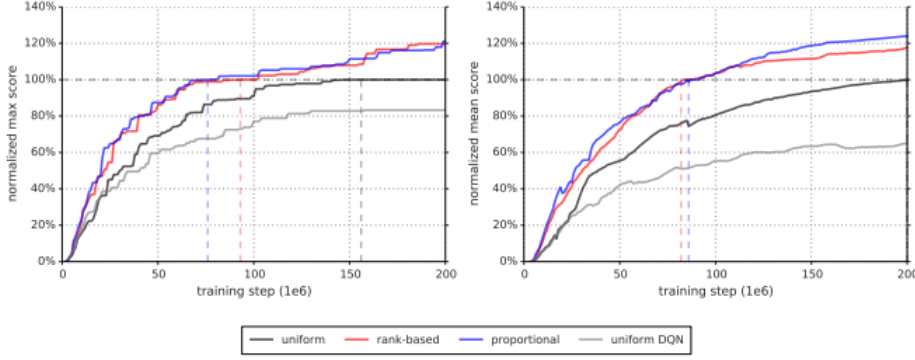 140%
120%
100%
80%
60%
40%
20%
0%
normalized max score
0 50 100 150 200
training step (1e6)
140%
120%
100%
80%
60%
40%
20%
0%
normalized mean score
0 50 100 150 200
training step (1e6)
uniform rank-based proportional uniform DQN